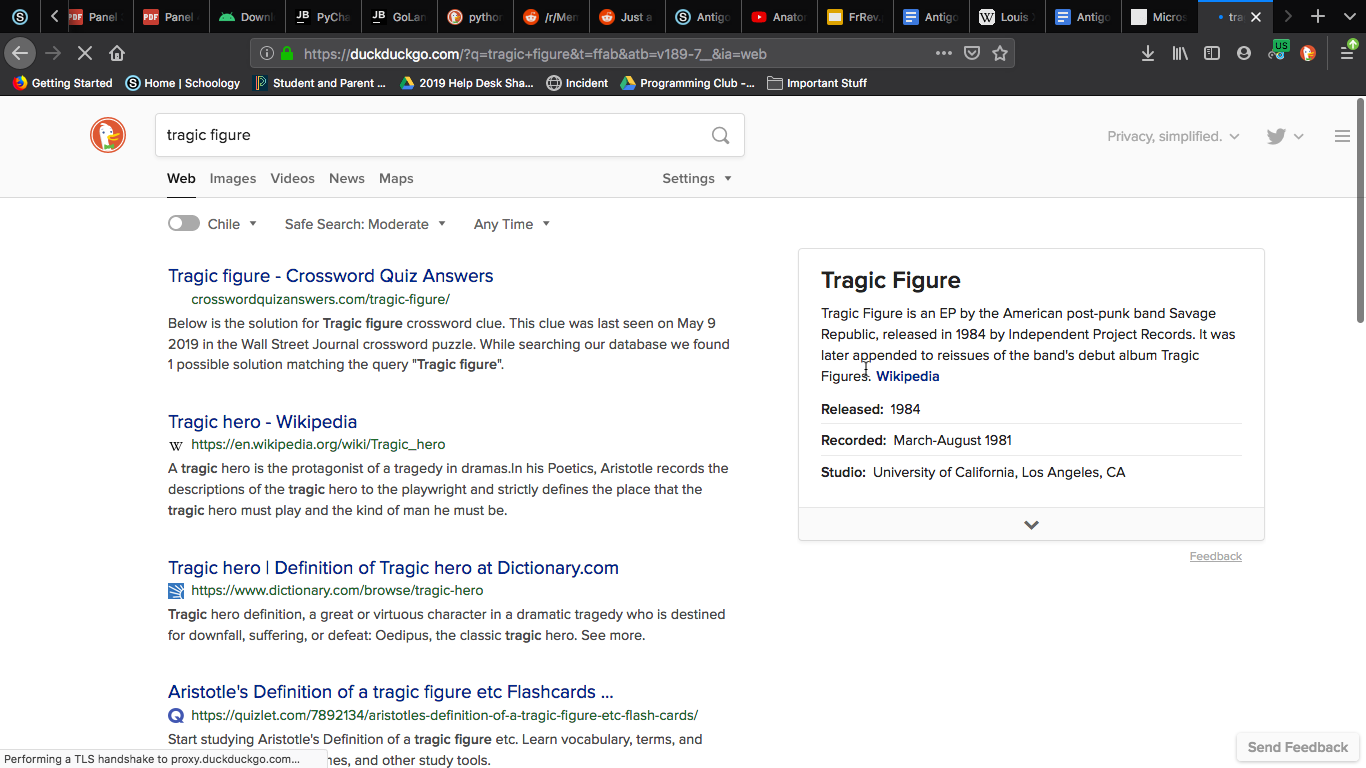 Panel
PDF Panel
Downl
JB PyCha
JB GoLan
python
/r/Mem
Just a
S Antigo
Anator
FrRev.
Antigo
W Louis
Antigo
Micros
tra
https://duckduckgo.com/?q=tragic+figure&t=ffab&atb=v189-7__&ia=web
US
Getting Started
S Home | Schoology
Student and Parent ...
2019 Help Desk Sha...
Incident
Programming Club -...
Important Stuff
tragic figure
Privacy, simplified.
Web Images Videos News Maps
Settings
Chile
Safe Search: Moderate
Any Time
Tragic figure - Crossword Quiz Answers
crosswordquizanswers.com/tragic-figure/
Below is the solution for Tragic figure crossword clue. This clue was last seen on May 9
2019 in the Wall Street Journal crossword puzzle. While searching our database we found
1 possible solution matching the query "Tragic figure".
Tragic hero - Wikipedia
W https://en.wikipedia.org/wiki/Tragic_hero
A tragic hero is the protagonist of a tragedy in dramas.In his Poetics, Aristotle records the
descriptions of the tragic hero to the playwright and strictly defines the place that the
tragic hero must play and the kind of man he must be.
Tragic hero | Definition of Tragic hero at Dictionary.com
https://www.dictionary.com/browse/tragic-hero
Tragic hero definition, a great or virtuous character in a dramatic tragedy who is destined
for downfall, suffering, or defeat: Oedipus, the classic tragic hero. See more.
Aristotle's Definition of a tragic figure etc Flashcards ...
https://quizlet.com/7892134/aristotles-definition-of-a-tragic-figure-etc-flash-cards/
Start studying Aristotle's Definition of a tragic figure etc. Learn vocabulary, terms, and
nes, and other study tools.
Tragic Figure
Tragic Figure is an EP by the American post-punk band Savage
Republic, released in 1984 by Independent Project Records. It was
later appended to reissues of the band's debut album Tragic
Figures. Wikipedia
Released: 1984
Recorded: March-August 1981
Studio: University of California, Los Angeles, CA
Feedback
Send Feedback
Performing a TLS handshake to proxy.duckduckgo.com...